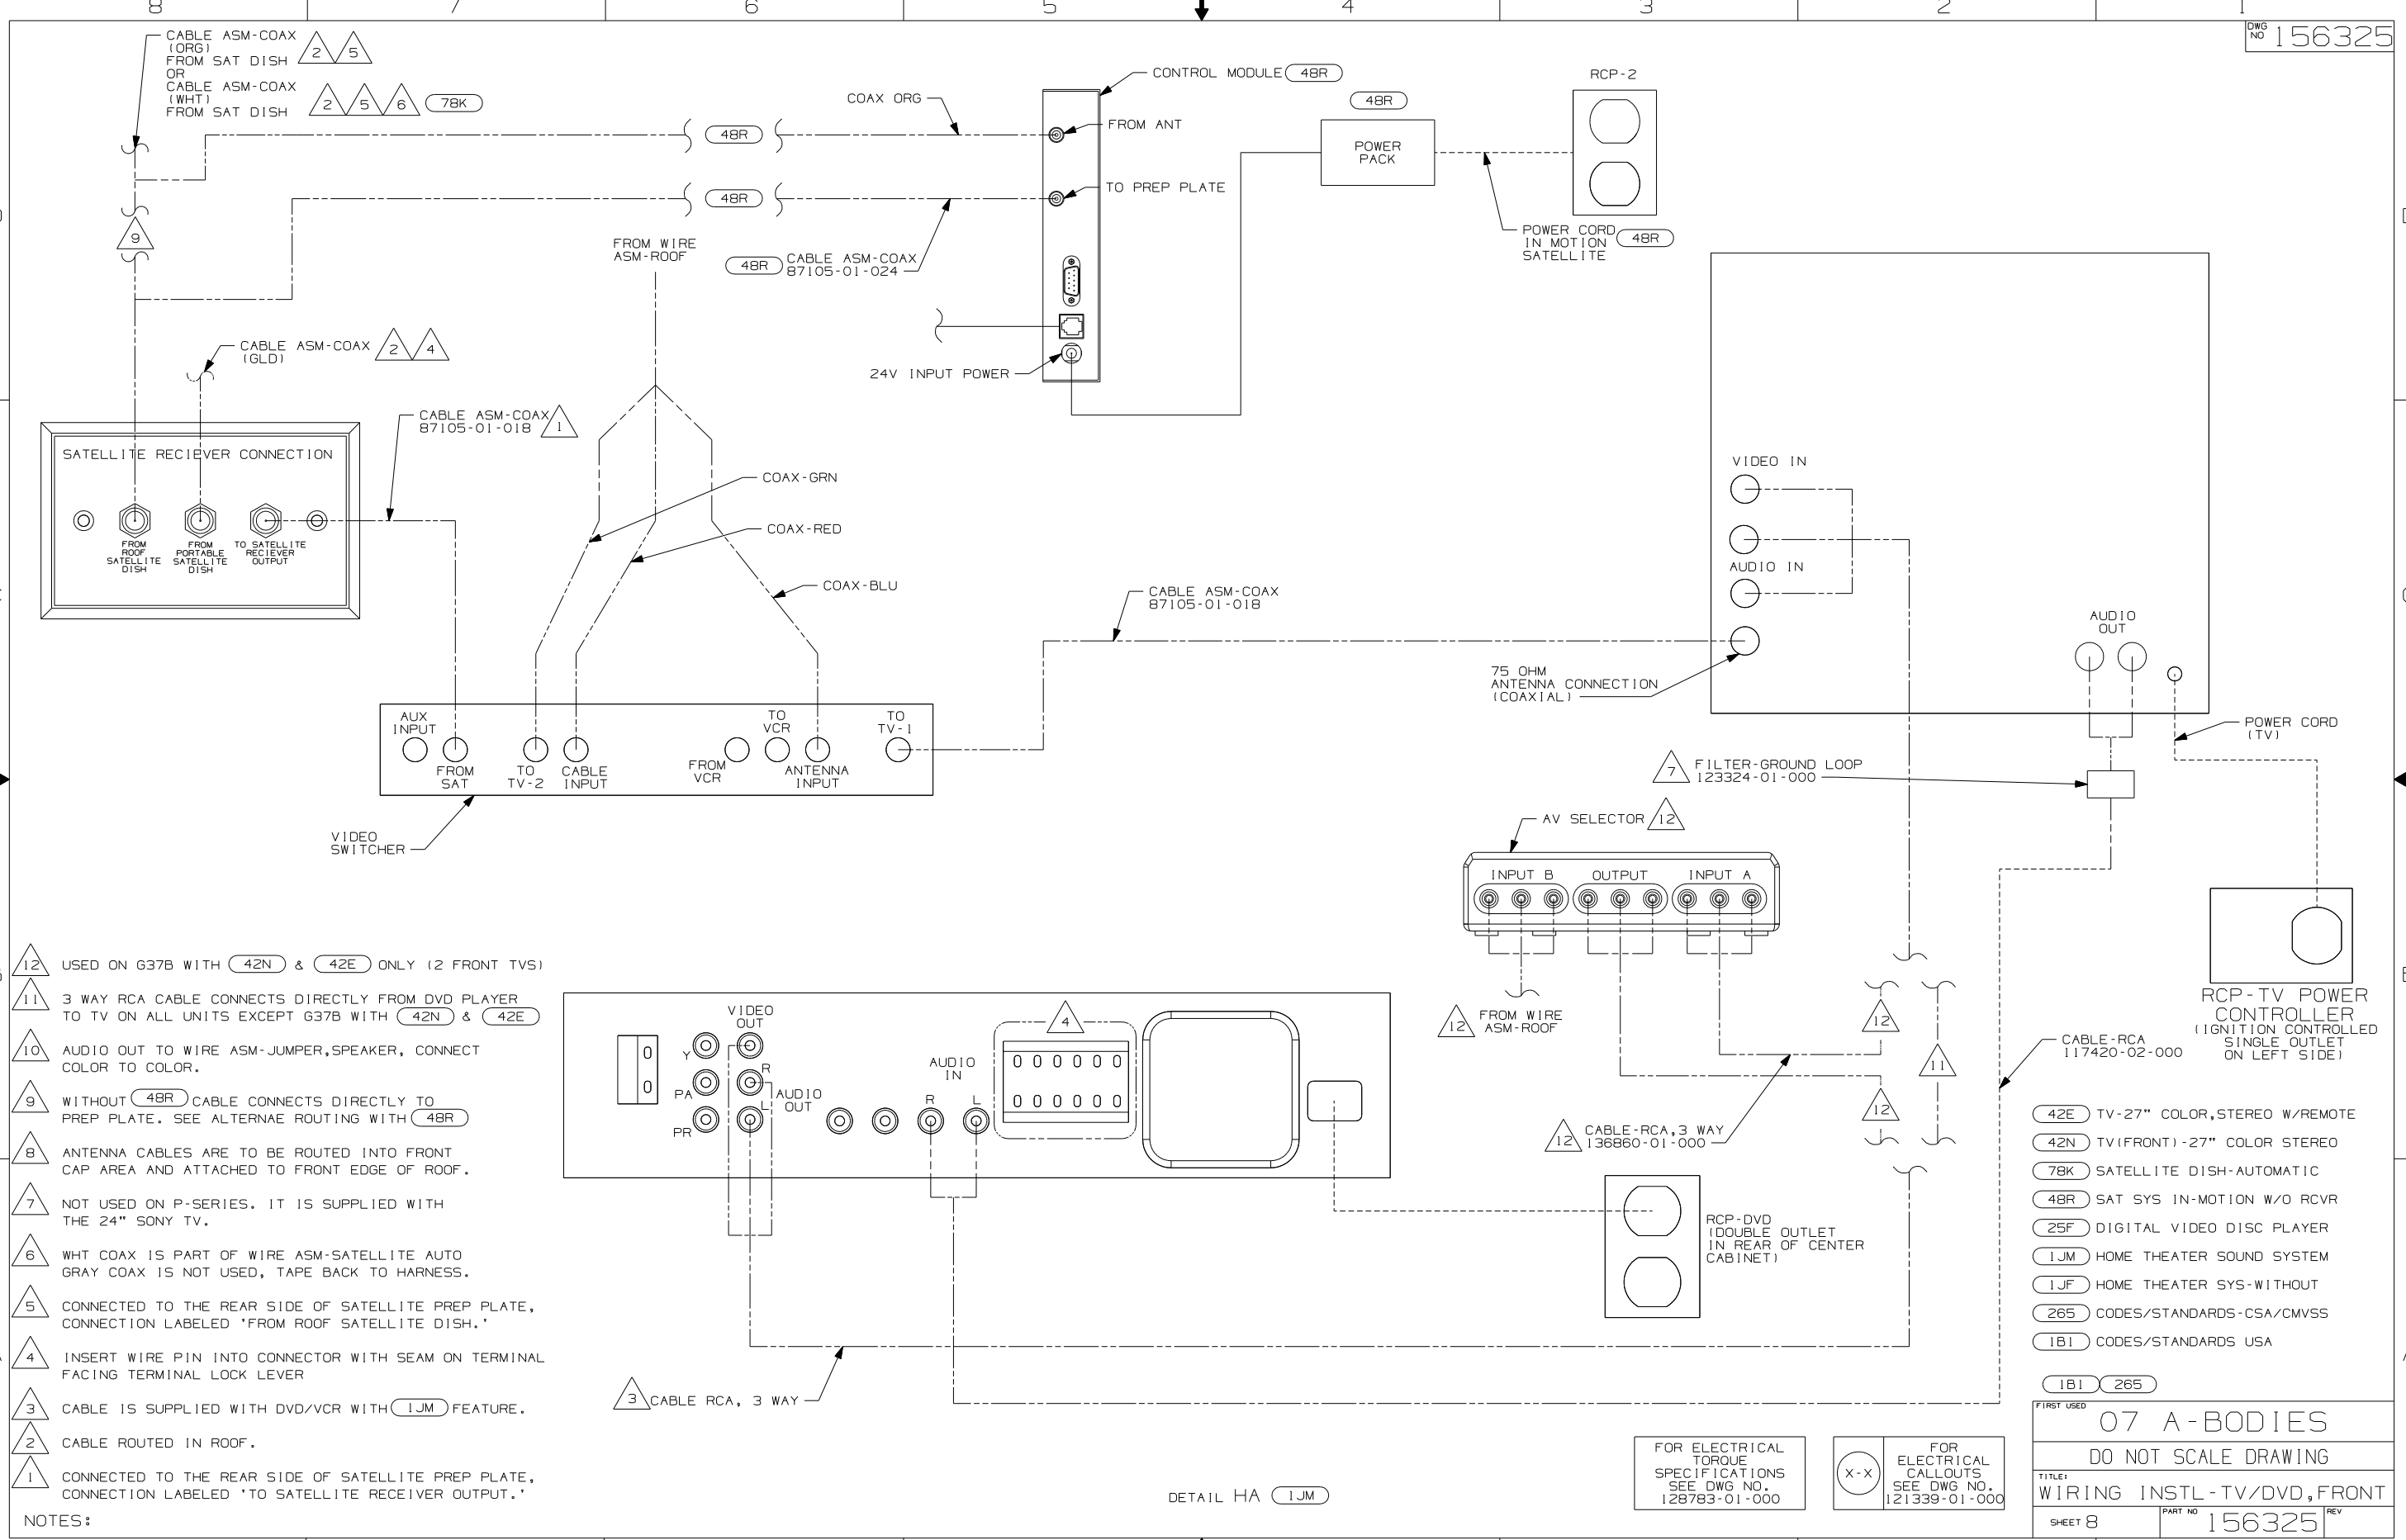 8
7
6
5
4
3
2
1
DWG
NO
156325
CABLE ASM-COAX
(ORG)
FROM SAT DISH
2
5
OR
CABLE ASM-COAX
(WHT)
FROM SAT DISH
2
5
6
78K
48R
COAX ORG
CONTROL MODULE 48R
FROM ANT
48R
TO PREP PLATE
48R
CABLE ASM-COAX
87105-01-024
24V INPUT POWER
48R
POWER
PACK
RCP-2
POWER CORD
IN MOTION
SATELLITE
48R
9
FROM WIRE
ASM-ROOF
CABLE ASM-COAX
(GLD)
2
4
CABLE ASM-COAX
87105-01-018
1
SATELLITE RECIEVER CONNECTION
FROM
ROOF
SATELLITE
DISH
FROM
PORTABLE
SATELLITE
DISH
TO SATELLITE
RECIEVER
OUTPUT
COAX-GRN
COAX-RED
COAX-BLU
CABLE ASM-COAX
87105-01-018
VIDEO IN
AUDIO IN
AUDIO
OUT
75 OHM
ANTENNA CONNECTION
(COAXIAL)
AUX
INPUT
FROM
SAT
TO
TV-2
CABLE
INPUT
FROM
VCR
TO
VCR
ANTENNA
INPUT
TO
TV-1
VIDEO
SWITCHER
POWER CORD
(TV)
7
FILTER-GROUND LOOP
123324-01-000
AV SELECTOR
12
INPUT B
OUTPUT
INPUT A
12
FROM WIRE
ASM-ROOF
RCP-TV POWER
CONTROLLER
(IGNITION CONTROLLED
SINGLE OUTLET
ON LEFT SIDE)
12
11
12
CABLE-RCA
117420-02-000
12
CABLE-RCA,3 WAY
136860-01-000
VIDEO
OUT
Y
PA
PR
R
L
AUDIO
OUT
AUDIO
IN
R
L
4
RCP-DVD
(DOUBLE OUTLET
IN REAR OF CENTER
CABINET)
3
CABLE RCA, 3 WAY
12 USED ON G37B WITH 42N & 42E ONLY (2 FRONT TVS)
11 3 WAY RCA CABLE CONNECTS DIRECTLY FROM DVD PLAYER
TO TV ON ALL UNITS EXCEPT G37B WITH 42N & 42E
10 AUDIO OUT TO WIRE ASM-JUMPER,SPEAKER, CONNECT
COLOR TO COLOR.
9 WITHOUT 48R CABLE CONNECTS DIRECTLY TO
PREP PLATE. SEE ALTERNAE ROUTING WITH 48R
8 ANTENNA CABLES ARE TO BE ROUTED INTO FRONT
CAP AREA AND ATTACHED TO FRONT EDGE OF ROOF.
7 NOT USED ON P-SERIES. IT IS SUPPLIED WITH
THE 24" SONY TV.
6 WHT COAX IS PART OF WIRE ASM-SATELLITE AUTO
GRAY COAX IS NOT USED, TAPE BACK TO HARNESS.
5 CONNECTED TO THE REAR SIDE OF SATELLITE PREP PLATE,
CONNECTION LABELED 'FROM ROOF SATELLITE DISH.'
4 INSERT WIRE PIN INTO CONNECTOR WITH SEAM ON TERMINAL
FACING TERMINAL LOCK LEVER
3 CABLE IS SUPPLIED WITH DVD/VCR WITH 1JM FEATURE.
2 CABLE ROUTED IN ROOF.
1 CONNECTED TO THE REAR SIDE OF SATELLITE PREP PLATE,
CONNECTION LABELED 'TO SATELLITE RECEIVER OUTPUT.'
NOTES:
42E TV-27" COLOR,STEREO W/REMOTE
42N TV(FRONT)-27" COLOR STEREO
78K SATELLITE DISH-AUTOMATIC
48R SAT SYS IN-MOTION W/O RCVR
25F DIGITAL VIDEO DISC PLAYER
1JM HOME THEATER SOUND SYSTEM
1JF HOME THEATER SYS-WITHOUT
265 CODES/STANDARDS-CSA/CMVSS
1B1 CODES/STANDARDS USA
1B1 265
DETAIL HA 1JM
FOR ELECTRICAL
TORQUE
SPECIFICATIONS
SEE DWG NO.
128783-01-000
X-X
FOR
ELECTRICAL
CALLOUTS
SEE DWG NO.
121339-01-000
FIRST USED
07 A-BODIES
DO NOT SCALE DRAWING
TITLE:
WIRING INSTL-TV/DVD,FRONT
SHEET 8
PART NO
156325
REV